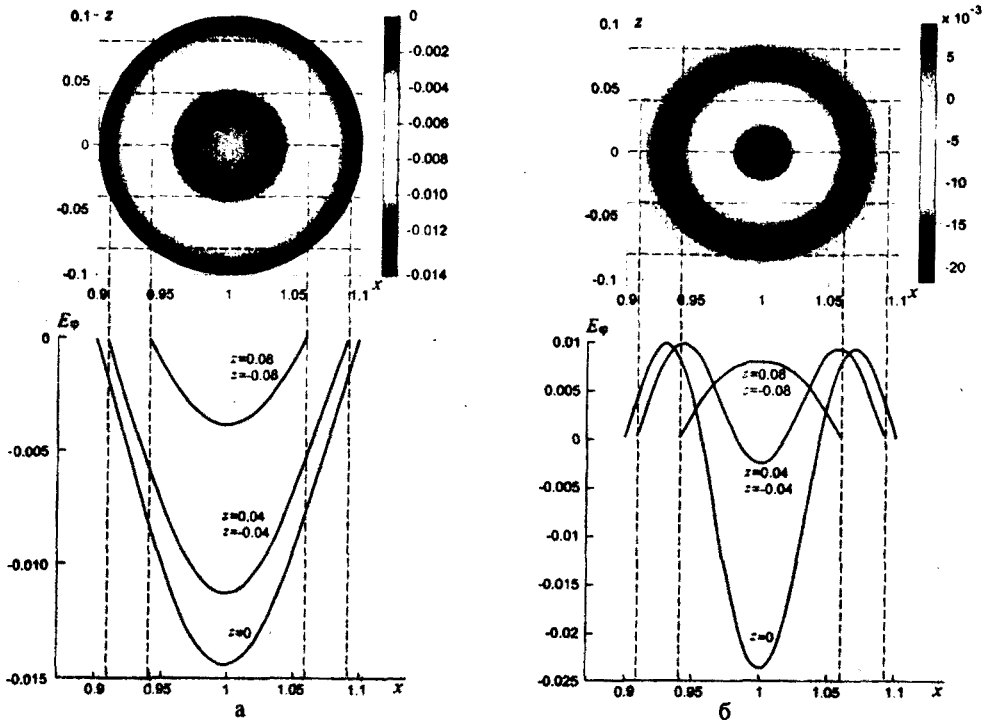 0.1 z
0.05
0
-0.05
-0.1
0.9 0.95 1 1.05 1.1 x
0
-0.002
-0.004
-0.006
-0.008
-0.010
-0.012
-0.014
Eφ
0
-0.005
-0.010
-0.015
z=0.08
z=-0.08
z=0.04
z=-0.04
z=0
0.9 0.95 1 1.05 1.1 x
а
0.1 z
0.05
0
-0.05
-0.1
0.9 0.95 1 1.05 1.1 x
x 10⁻³
5
0
-5
-10
-15
-20
Eφ
0.01
0.005
0
-0.005
-0.01
-0.015
-0.02
-0.025
z=0.08
z=-0.08
z=0.04
z=-0.04
z=0
0.9 0.95 1 1.05 1.1 x
б